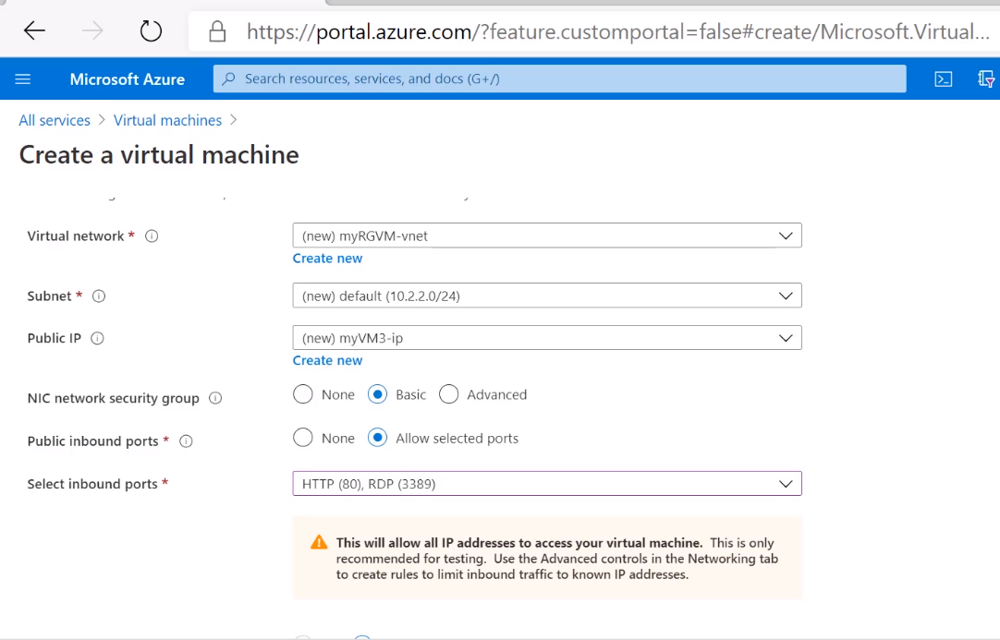 https://portal.azure.com/?feature.customportal=false#create/Microsoft.Virtual...
Microsoft Azure
Search resources, services, and docs (G+/)
All services > Virtual machines >
Create a virtual machine
Virtual network *
(new) myRGVM-vnet
Create new
Subnet *
(new) default (10.2.2.0/24)
Public IP
(new) myVM3-ip
Create new
NIC network security group
None Basic Advanced
Public inbound ports *
None Allow selected ports
Select inbound ports *
HTTP (80), RDP (3389)
This will allow all IP addresses to access your virtual machine. This is only
recommended for testing. Use the Advanced controls in the Networking tab
to create rules to limit inbound traffic to known IP addresses.